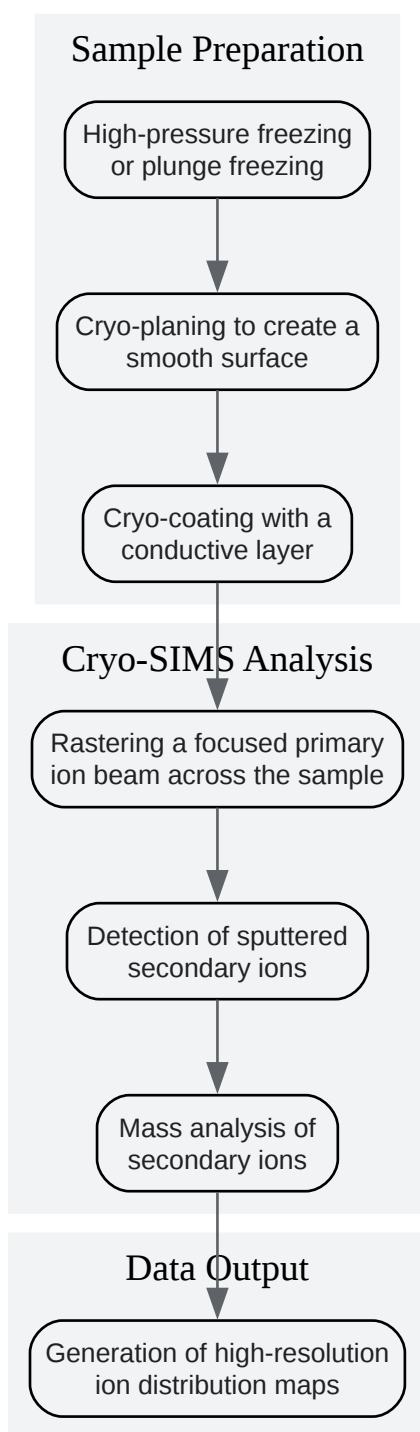 Sample Preparation
High-pressure freezing
or plunge freezing
Cryo-planing to create a
smooth surface
Cryo-coating with a
conductive layer
Cryo-SIMS Analysis
Rastering a focused primary
ion beam across the sample
Detection of sputtered
secondary ions
Mass analysis of
secondary ions
Data Output
Generation of high-resolution
ion distribution maps